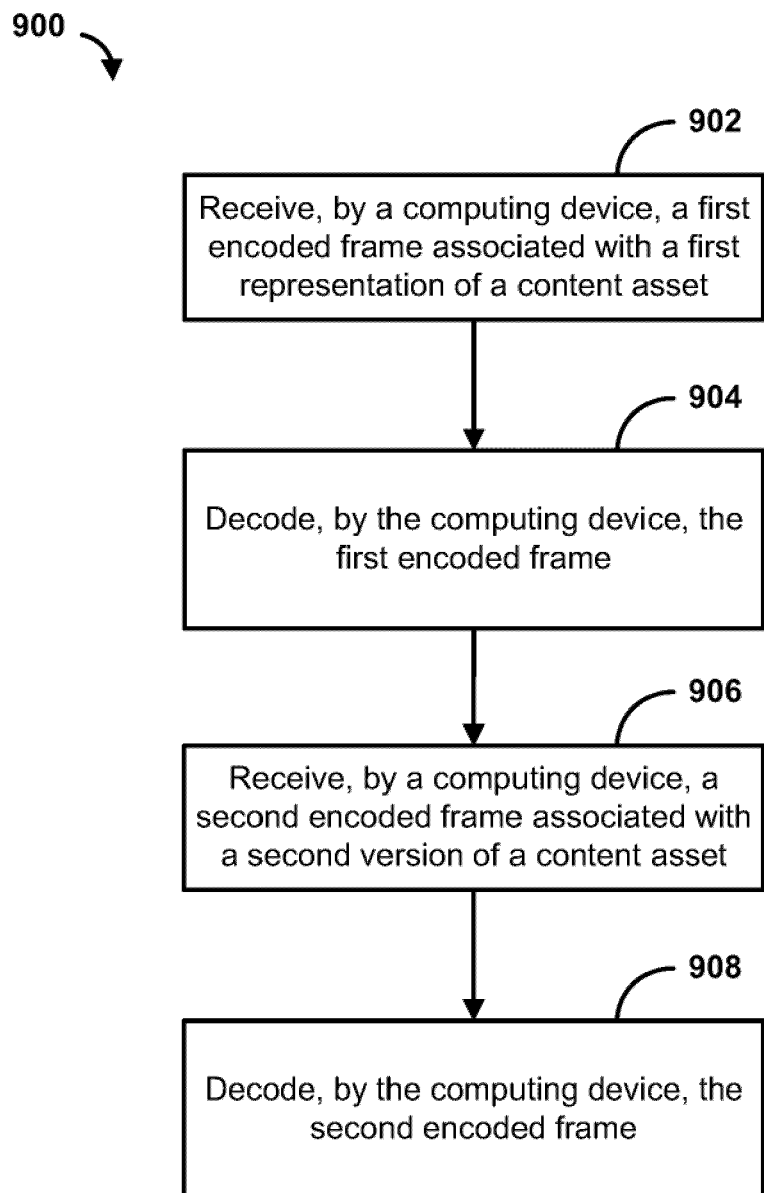 900
902
Receive, by a computing device, a first
encoded frame associated with a first
representation of a content asset
904
Decode, by the computing device, the
first encoded frame
906
Receive, by a computing device, a
second encoded frame associated with
a second version of a content asset
908
Decode, by the computing device, the
second encoded frame